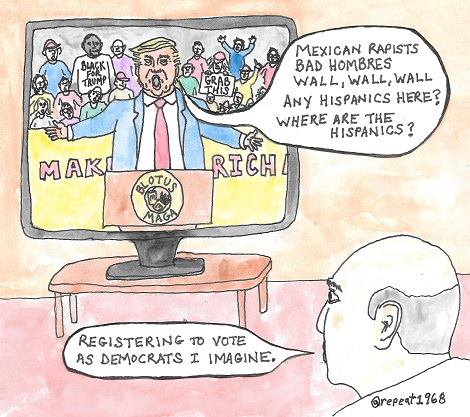 MEXICAN RAPISTS
BAD HOMBRES
WALL, WALL, WALL
ANY HISPANICS HERE?
WHERE ARE THE
HISPANICS?
BLACK
FOR
TRUMP
GRAB
THIS
MAK
RICH
BLOTUS
MAGA
REGISTERING TO VOTE
AS DEMOCRATS I IMAGINE.
@repeat1968